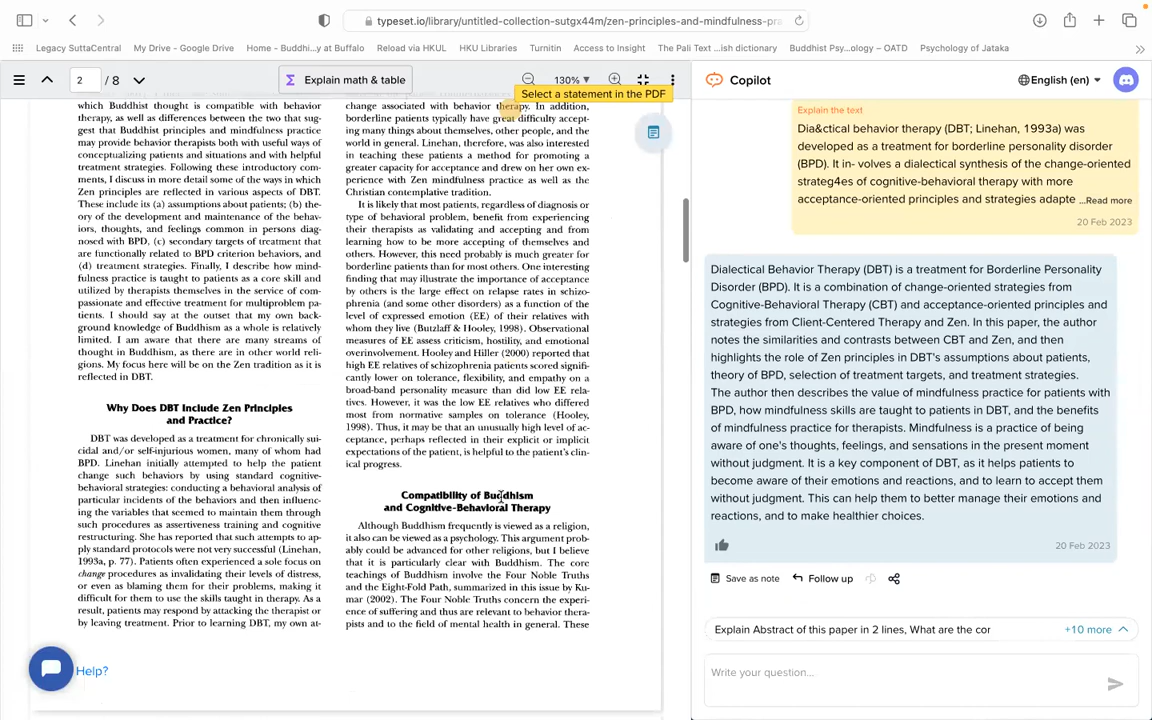 typeset.io/library/untitled-collection-sutgx44m/zen-principles-and-mindfulness-pra
Legacy SuttaCentral
My Drive - Google Drive
Home - Buddhi...y at Buffalo
Reload via HKUL
HKU Libraries
Turnitin
Access to Insight
The Pali Text ...ish dictionary
Buddhist Psy...ology – OATD
Psychology of Jataka
2 / 8
Explain math & table
130%
Select a statement in the PDF
which Buddhist thought is compatible with behavior
therapy, as well as differences between the two that sug-
gest that Buddhist principles and mindfulness practice
may provide behavior therapists both with useful ways of
conceptualizing patients and situations and with helpful
treatment strategies. Following these introductory com-
ments, I discuss in more detail some of the ways in which
Zen principles are reflected in various aspects of DBT.
These include its (a) assumptions about patients; (b) the-
ory of the development and maintenance of the behav-
iors, thoughts, and feelings common in persons diag-
nosed with BPD, (c) secondary targets of treatment that
are functionally related to BPD criterion behaviors, and
(d) treatment strategies. Finally, I describe how mind-
fulness practice is taught to patients as a core skill and
utilized by therapists themselves in the service of com-
passionate and effective treatment for multiproblem pa-
tients. I should say at the outset that my own back-
ground knowledge of Buddhism as a whole is relatively
limited. I am aware that there are many streams of
thought in Buddhism, as there are in other world reli-
gions. My focus here will be on the Zen tradition as it is
reflected in DBT.
Why Does DBT Include Zen Principles
and Practice?
DBT was developed as a treatment for chronically sui-
cidal and/or self-injurious women, many of whom had
BPD. Linehan initially attempted to help the patient
change such behaviors by using standard cognitive-
behavioral strategies: conducting a behavioral analysis of
particular incidents of the behaviors and then influenc-
ing the variables that seemed to maintain them through
such procedures as assertiveness training and cognitive
restructuring. She has reported that such attempts to ap-
ply standard protocols were not very successful (Linehan,
1993a, p. 77). Patients often experienced a sole focus on
change procedures as invalidating their levels of distress,
or even as blaming them for their problems, making it
difficult for them to use the skills taught in therapy. As a
result, patients may respond by attacking the therapist or
by leaving treatment. Prior to learning DBT, my own at-
change associated with behavior therapy. In addition,
borderline patients typically have great difficulty accept-
ing many things about themselves, other people, and the
world in general. Linehan, therefore, was also interested
in teaching these patients a method for promoting a
greater capacity for acceptance and drew on her own ex-
perience with Zen mindfulness practice as well as the
Christian contemplative tradition.
It is likely that most patients, regardless of diagnosis or
type of behavioral problem, benefit from experiencing
their therapists as validating and accepting and from
learning how to be more accepting of themselves and
others. However, this need probably is much greater for
borderline patients than for most others. One interesting
finding that may illustrate the importance of acceptance
by others is the large effect on relapse rates in schizo-
phrenia (and some other disorders) as a function of the
level of expressed emotion (EE) of their relatives with
whom they live (Butzlaff & Hooley, 1998). Observational
measures of EE assess criticism, hostility, and emotional
overinvolvement. Hooley and Hiller (2000) reported that
high EE relatives of schizophrenia patients scored signifi-
cantly lower on tolerance, flexibility, and empathy on a
broad-band personality measure than did low EE rela-
tives. However, it was the low EE relatives who differed
most from normative samples on tolerance (Hooley,
1998). Thus, it may be that an unusually high level of ac-
ceptance, perhaps reflected in their explicit or implicit
expectations of the patient, is helpful to the patient's clin-
ical progress.
Compatibility of Buddhism
and Cognitive-Behavioral Therapy
Although Buddhism frequently is viewed as a religion,
it also can be viewed as a psychology. This argument prob-
ably could be advanced for other religions, but I believe
that it is particularly clear with Buddhism. The core
teachings of Buddhism involve the Four Noble Truths
and the Eight-Fold Path, summarized in this issue by Ku-
mar (2002). The Four Noble Truths concern the experi-
ence of suffering and thus are relevant to behavior thera-
pists and to the field of mental health in general. These
Help?
Copilot
English (en)
Explain the text
Dia&ctical behavior therapy (DBT; Linehan, 1993a) was
developed as a treatment for borderline personality disorder
(BPD). It in- volves a dialectical synthesis of the change-oriented
strateg4es of cognitive-behavioral therapy with more
acceptance-oriented principles and strategies adapte ...Read more
20 Feb 2023
Dialectical Behavior Therapy (DBT) is a treatment for Borderline Personality
Disorder (BPD). It is a combination of change-oriented strategies from
Cognitive-Behavioral Therapy (CBT) and acceptance-oriented principles and
strategies from Client-Centered Therapy and Zen. In this paper, the author
notes the similarities and contrasts between CBT and Zen, and then
highlights the role of Zen principles in DBT's assumptions about patients,
theory of BPD, selection of treatment targets, and treatment strategies.
The author then describes the value of mindfulness practice for patients with
BPD, how mindfulness skills are taught to patients in DBT, and the benefits
of mindfulness practice for therapists. Mindfulness is a practice of being
aware of one's thoughts, feelings, and sensations in the present moment
without judgment. It is a key component of DBT, as it helps patients to
become aware of their emotions and reactions, and to learn to accept them
without judgment. This can help them to better manage their emotions and
reactions, and to make healthier choices.
20 Feb 2023
Save as note
Follow up
Explain Abstract of this paper in 2 lines, What are the cor
+10 more
Write your question...